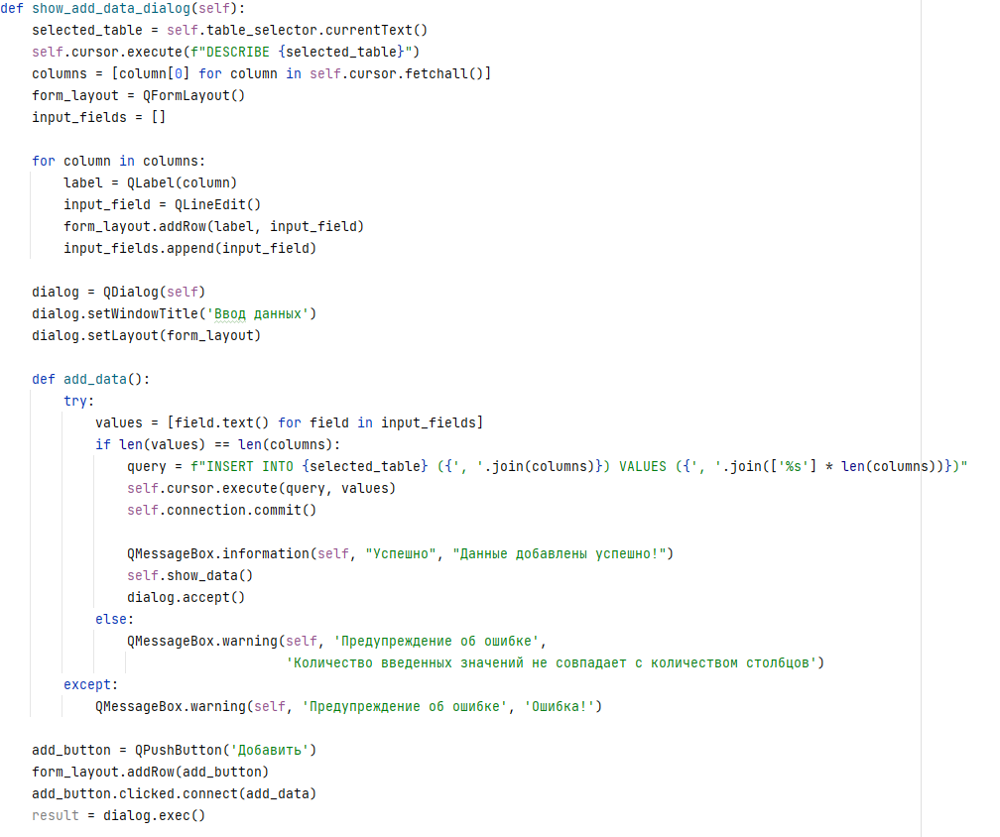 def show_add_data_dialog(self):
    selected_table = self.table_selector.currentText()
    self.cursor.execute(f"DESCRIBE {selected_table}")
    columns = [column[0] for column in self.cursor.fetchall()]
    form_layout = QFormLayout()
    input_fields = []

    for column in columns:
        label = QLabel(column)
        input_field = QLineEdit()
        form_layout.addRow(label, input_field)
        input_fields.append(input_field)

    dialog = QDialog(self)
    dialog.setWindowTitle('Ввод данных')
    dialog.setLayout(form_layout)

    def add_data():
        try:
            values = [field.text() for field in input_fields]
            if len(values) == len(columns):
                query = f"INSERT INTO {selected_table} ({', '.join(columns)}) VALUES ({', '.join(['%s'] * len(columns))})"
                self.cursor.execute(query, values)
                self.connection.commit()

                QMessageBox.information(self, "Успешно", "Данные добавлены успешно!")
                self.show_data()
                dialog.accept()
            else:
                QMessageBox.warning(self, 'Предупреждение об ошибке',
                                    'Количество введенных значений не совпадает с количеством столбцов')
        except:
            QMessageBox.warning(self, 'Предупреждение об ошибке', 'Ошибка!')

    add_button = QPushButton('Добавить')
    form_layout.addRow(add_button)
    add_button.clicked.connect(add_data)
    result = dialog.exec()